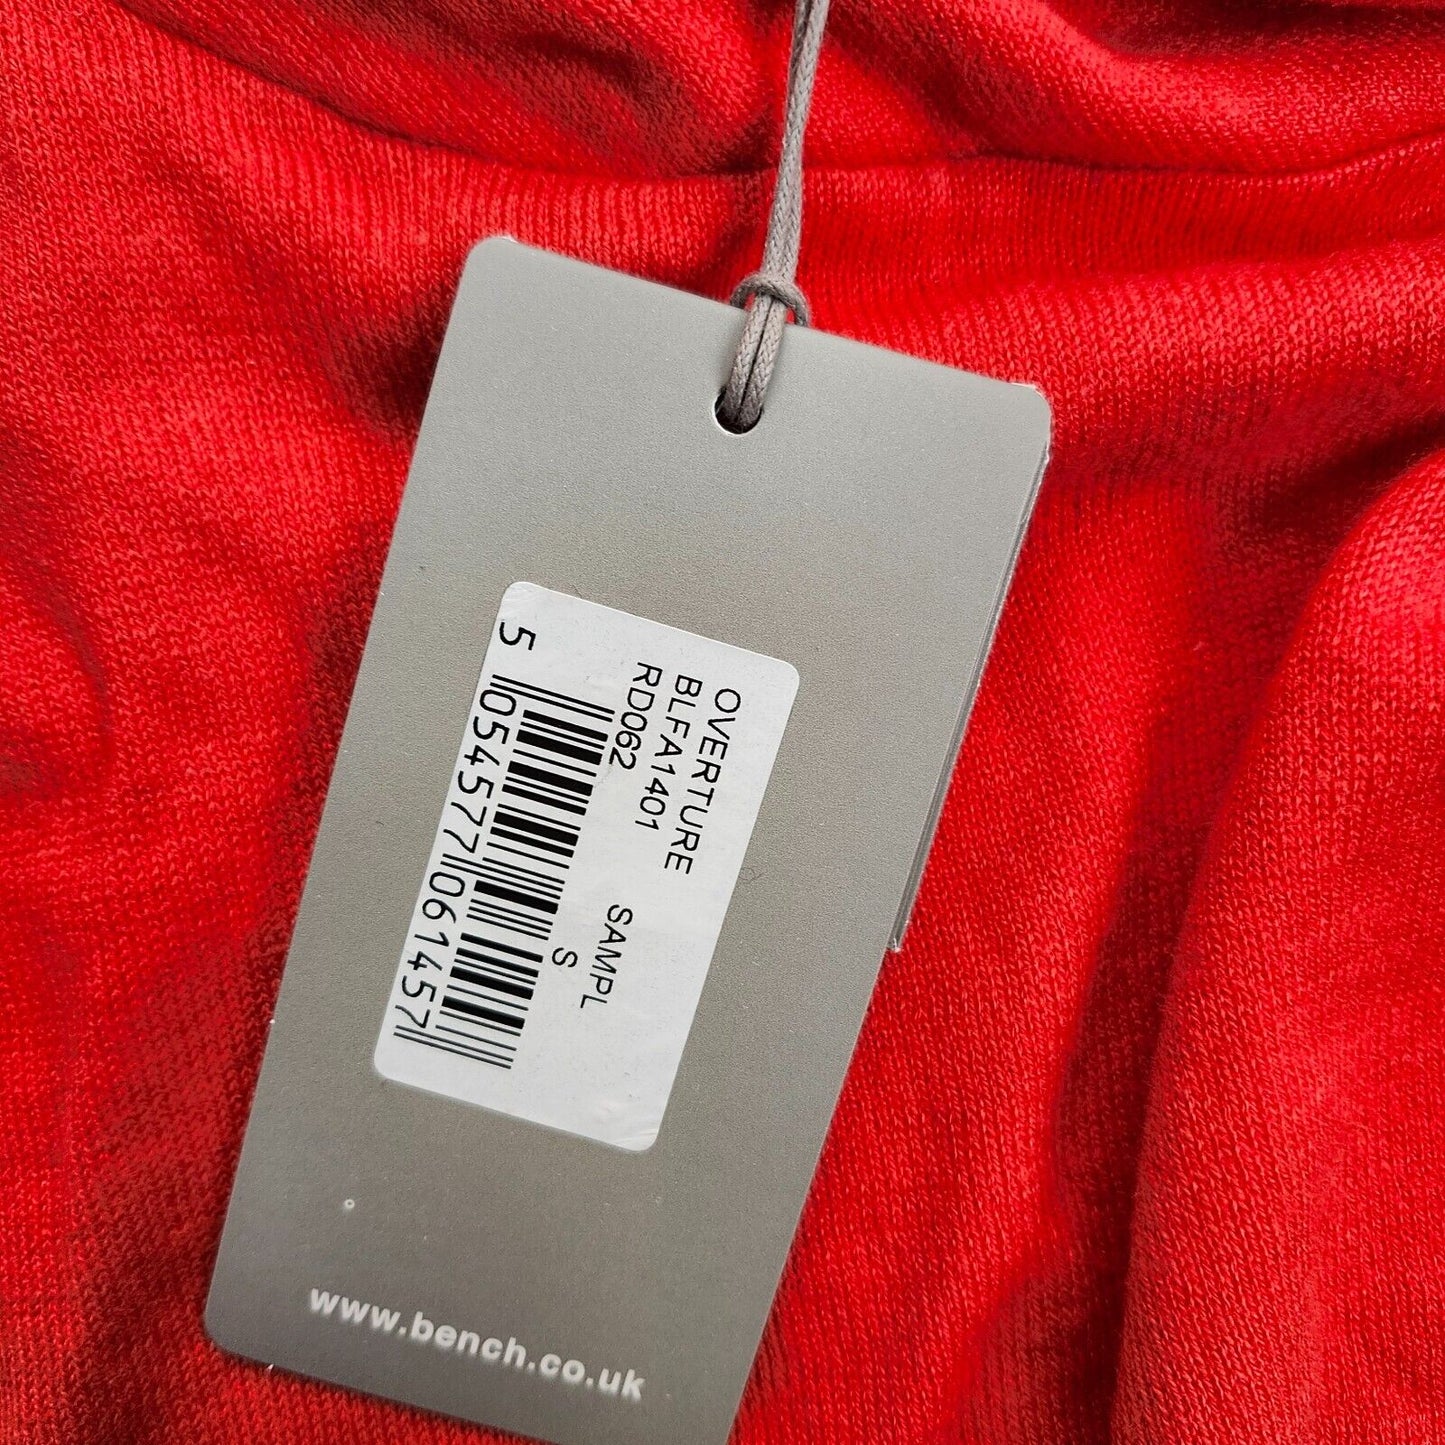 OVERTURE
BLFA1401
RD062 SAMPL
S
5 054577 061457
www.bench.co.uk